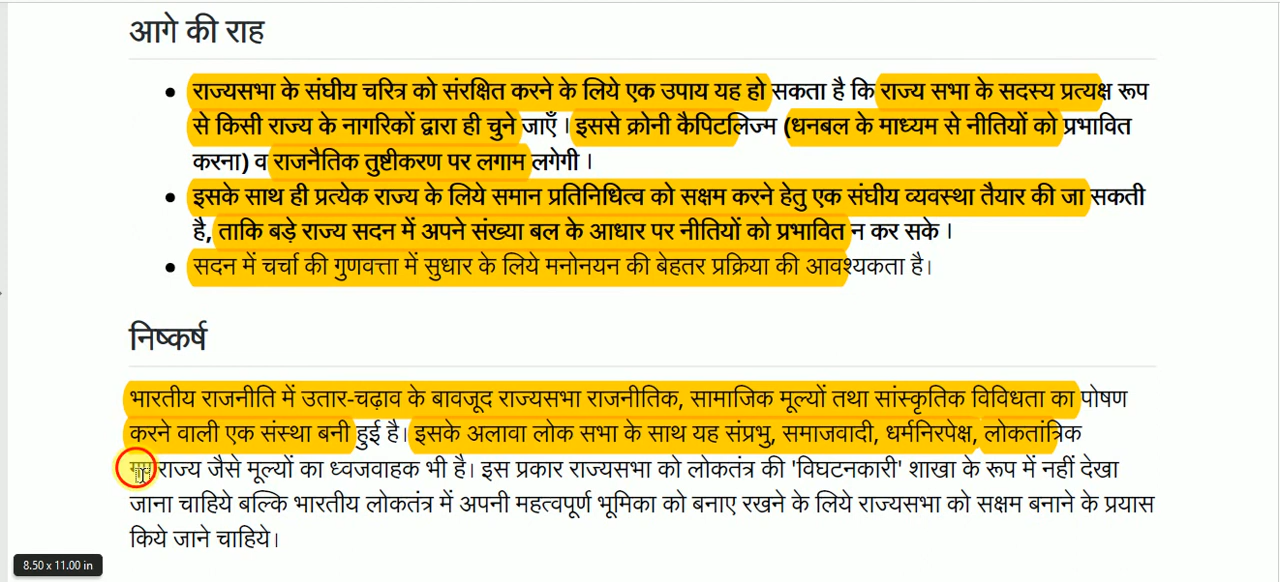 आगे की राह
राज्यसभा के संघीय चरित्र को संरक्षित करने के लिये एक उपाय यह हो सकता है कि राज्य सभा के सदस्य प्रत्यक्ष रूप
से किसी राज्य के नागरिकों द्वारा ही चुने जाएँ । इससे क्रोनी कैपिटलिज्म (धनबल के माध्यम से नीतियों को प्रभावित
करना) व राजनैतिक तुष्टीकरण पर लगाम लगेगी ।
इसके साथ ही प्रत्येक राज्य के लिये समान प्रतिनिधित्व को सक्षम करने हेतु एक संघीय व्यवस्था तैयार की जा सकती
है, ताकि बड़े राज्य सदन में अपने संख्या बल के आधार पर नीतियों को प्रभावित न कर सके ।
सदन में चर्चा की गुणवत्ता में सुधार के लिये मनोनयन की बेहतर प्रक्रिया की आवश्यकता है।
निष्कर्ष
भारतीय राजनीति में उतार-चढ़ाव के बावजूद राज्यसभा राजनीतिक, सामाजिक मूल्यों तथा सांस्कृतिक विविधता का पोषण
करने वाली एक संस्था बनी हुई है। इसके अलावा लोक सभा के साथ यह संप्रभु, समाजवादी, धर्मनिरपेक्ष, लोकतांत्रिक
राज्य जैसे मूल्यों का ध्वजवाहक भी है। इस प्रकार राज्यसभा को लोकतंत्र की 'विघटनकारी' शाखा के रूप में नहीं देखा
जाना चाहिये बल्कि भारतीय लोकतंत्र में अपनी महत्वपूर्ण भूमिका को बनाए रखने के लिये राज्यसभा को सक्षम बनाने के प्रयास
किये जाने चाहिये।
8.50 x 11.00 in